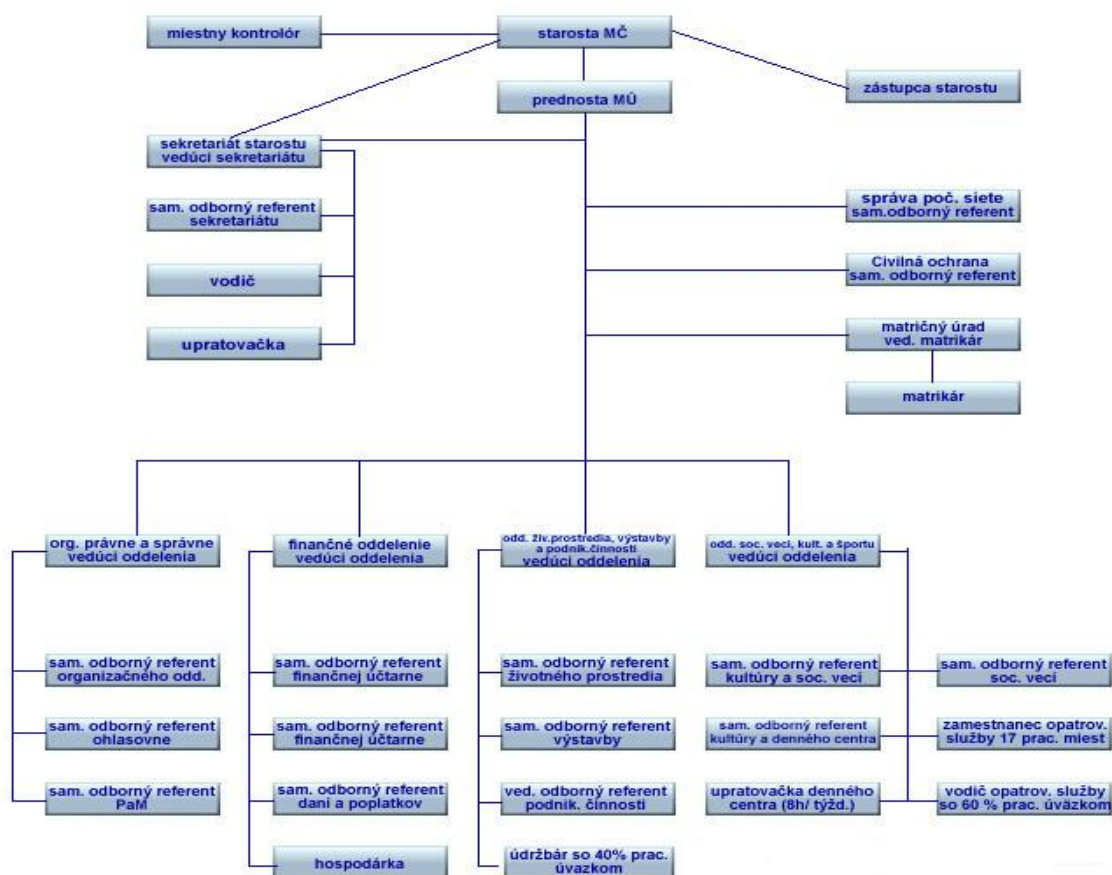 miestny kontrolór
starosta MČ
zástupca starostu
prednosta MÚ
sekretariát starostu
vedúci sekretariátu
sam. odborný referent
sekretariátu
vodič
upratovačka
správa poč. siete
sam.odborný referent
Civilná ochrana
sam. odborný referent
matričný úrad
ved. matrikár
matrikár
org. právne a správne
vedúci oddelenia
sam. odborný referent
organizačného odd.
sam. odborný referent
ohlasovne
sam. odborný referent
PaM
finančné oddelenie
vedúci oddelenia
sam. odborný referent
finančnej účtarne
sam. odborný referent
finančnej účtarne
sam. odborný referent
daní a poplatkov
hospodárka
odd. živ.prostredia, výstavby
a podnik.činností
vedúci oddelenia
sam. odborný referent
životného prostredia
sam. odborný referent
výstavby
ved. odborný referent
podnik. činností
údržbár so 40% prac.
úvazkom
odd. soc. vecí, kult. a športu
vedúci oddelenia
sam. odborný referent
kultúry a soc. vecí
sam. odborný referent
kultúry a denného centra
upratovačka denného
centra (8h/ týžd.)
sam. odborný referent
soc. vecí
zamestnanec opatrov.
služby 17 prac. miest
vodič opatrov. služby
so 60 % prac. úväzkom